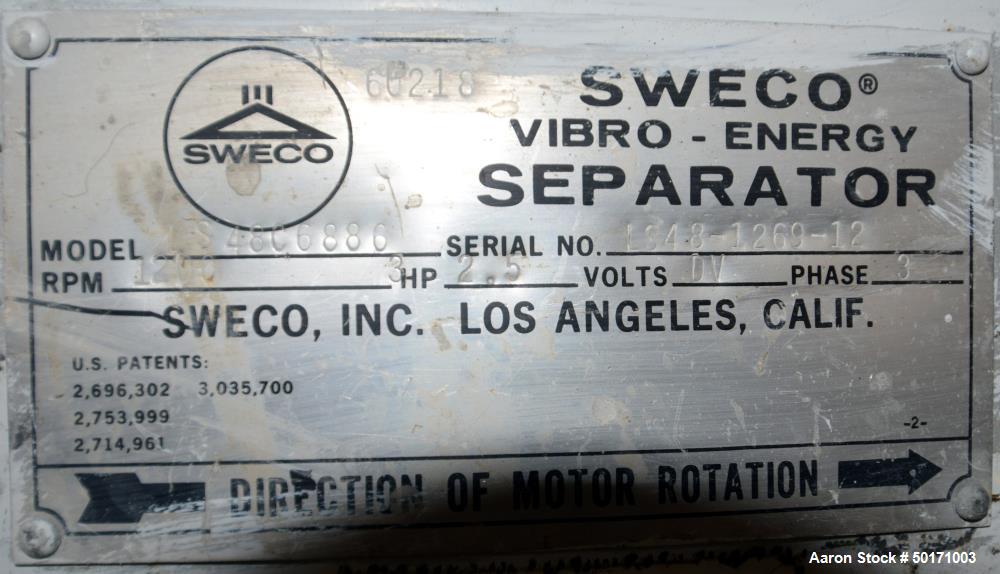 60218
SWECO
SWECO®
VIBRO - ENERGY
SEPARATOR
MODEL LS48C6886 SERIAL NO. LS48-1269-12
RPM 3 HP 2.5 VOLTS DV PHASE 3
SWECO, INC. LOS ANGELES, CALIF.
U.S. PATENTS:
2,696,302 3,035,700
2,753,999
2,714,961
-2-
DIRECTION OF MOTOR ROTATION
Aaron Stock # 50171003